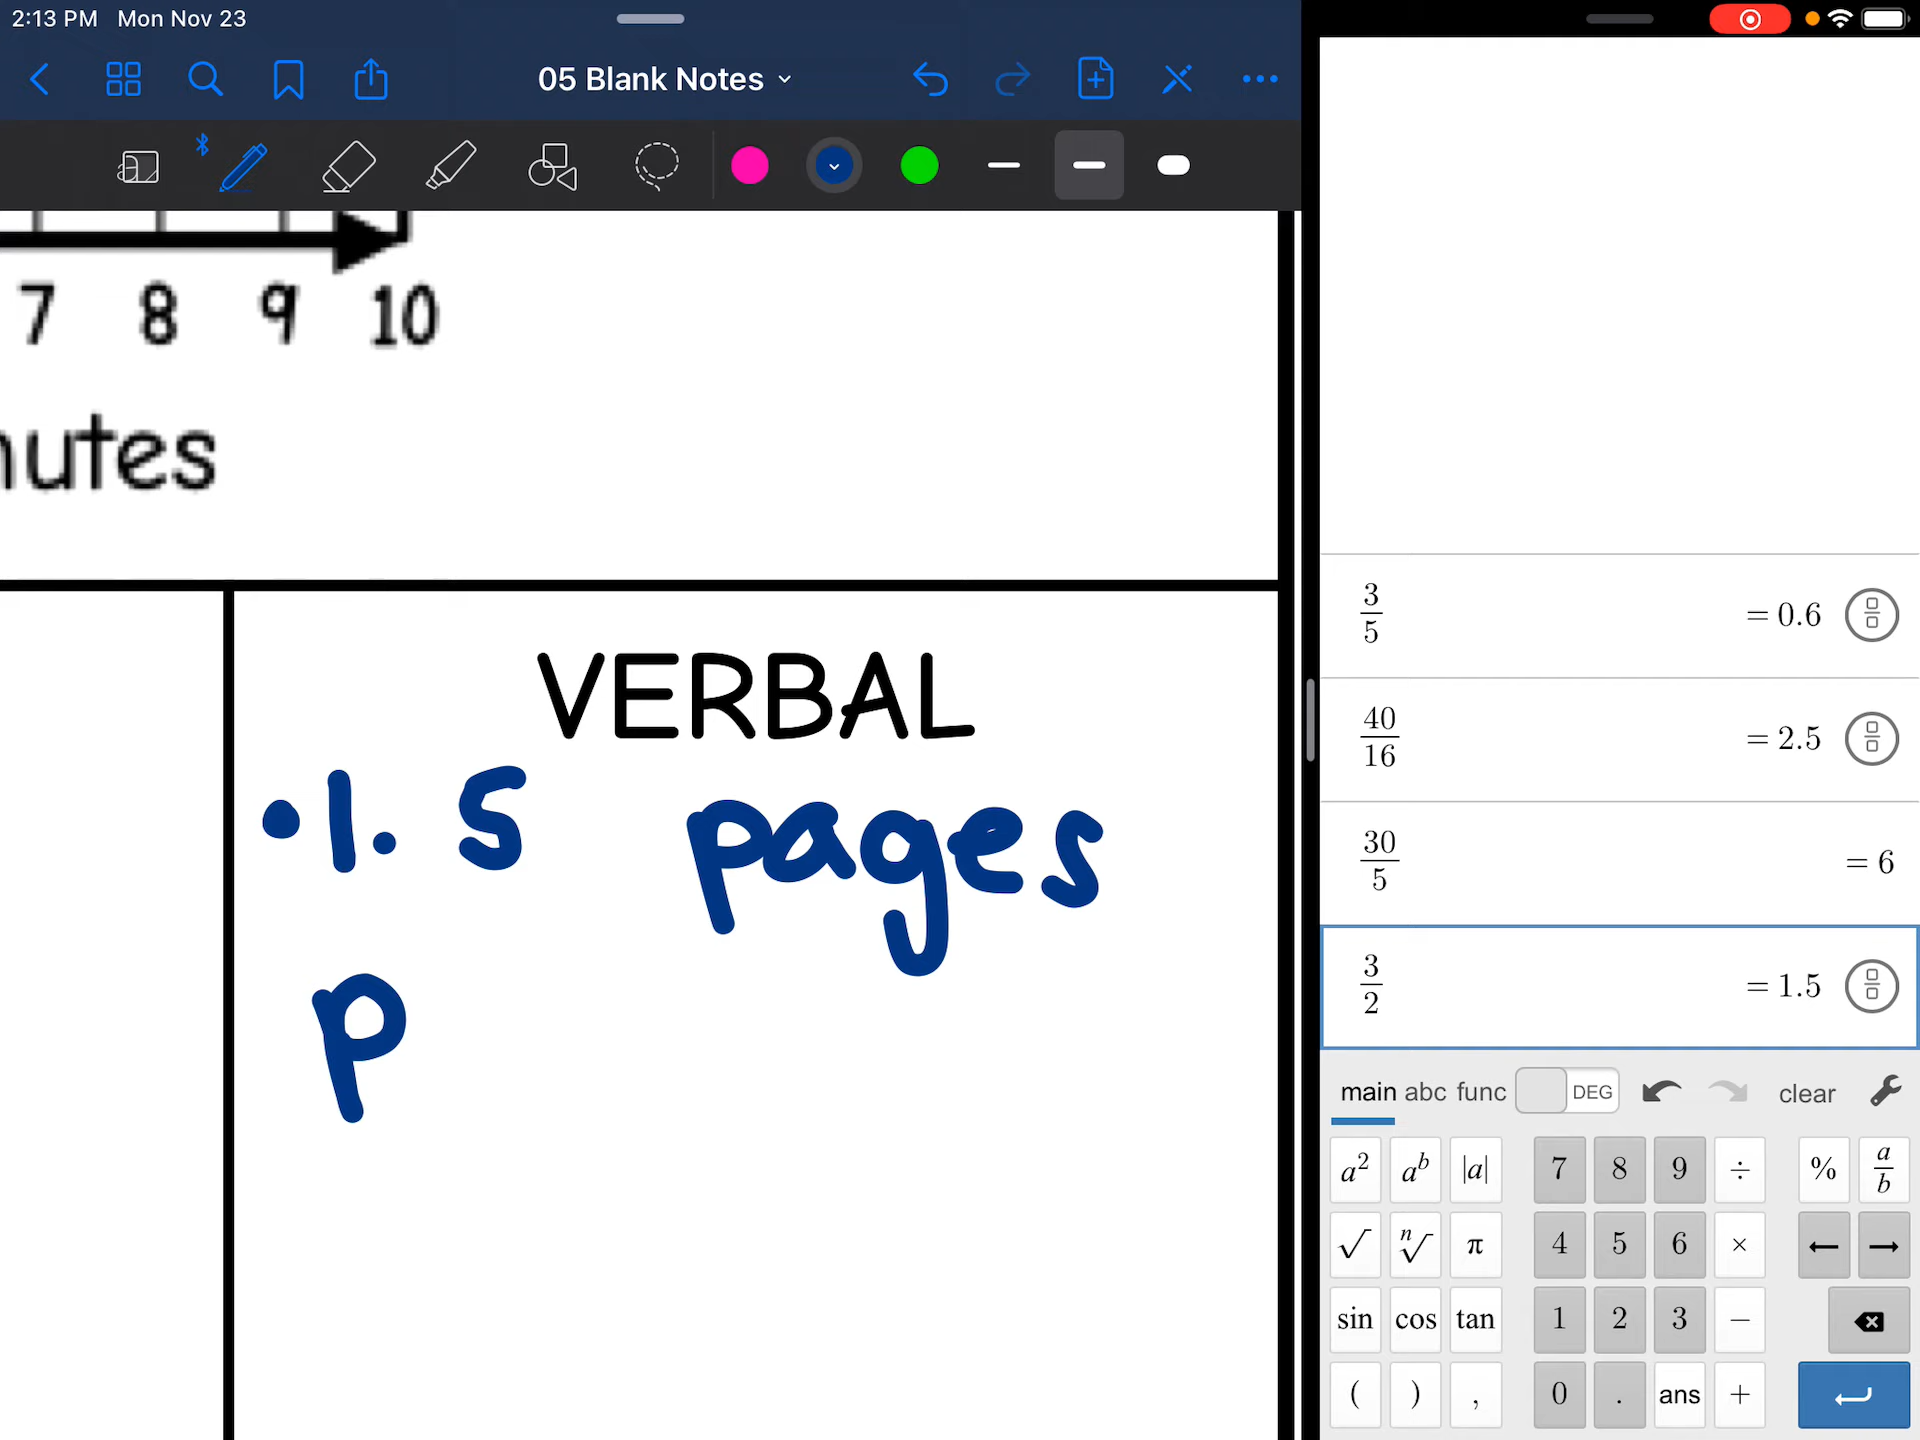 2:13 PM Mon Nov 23
05 Blank Notes
7 8 9 10
nutes
VERBAL
•1.5 pages
p
3/5 = 0.6
40/16 = 2.5
30/5 = 6
3/2 = 1.5
main abc func DEG clear
a² aᵇ |a| 7 8 9 ÷ % a/b
√ ⁿ√ π 4 5 6 × ← →
sin cos tan 1 2 3 −
( ) , 0 . ans +